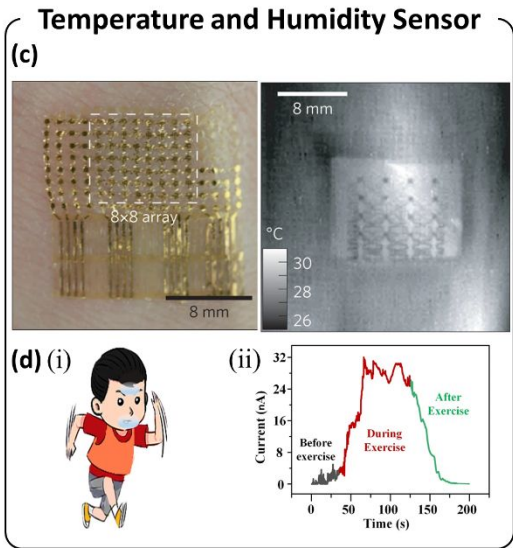 Temperature and Humidity Sensor
(c)
8×8 array
8 mm
8 mm
°C
30
28
26
(d) (i)
(ii)
32
24
16
8
0
Current (nA)
Before
exercise
During
Exercise
After
Exercise
0 50 100 150 200
Time (s)